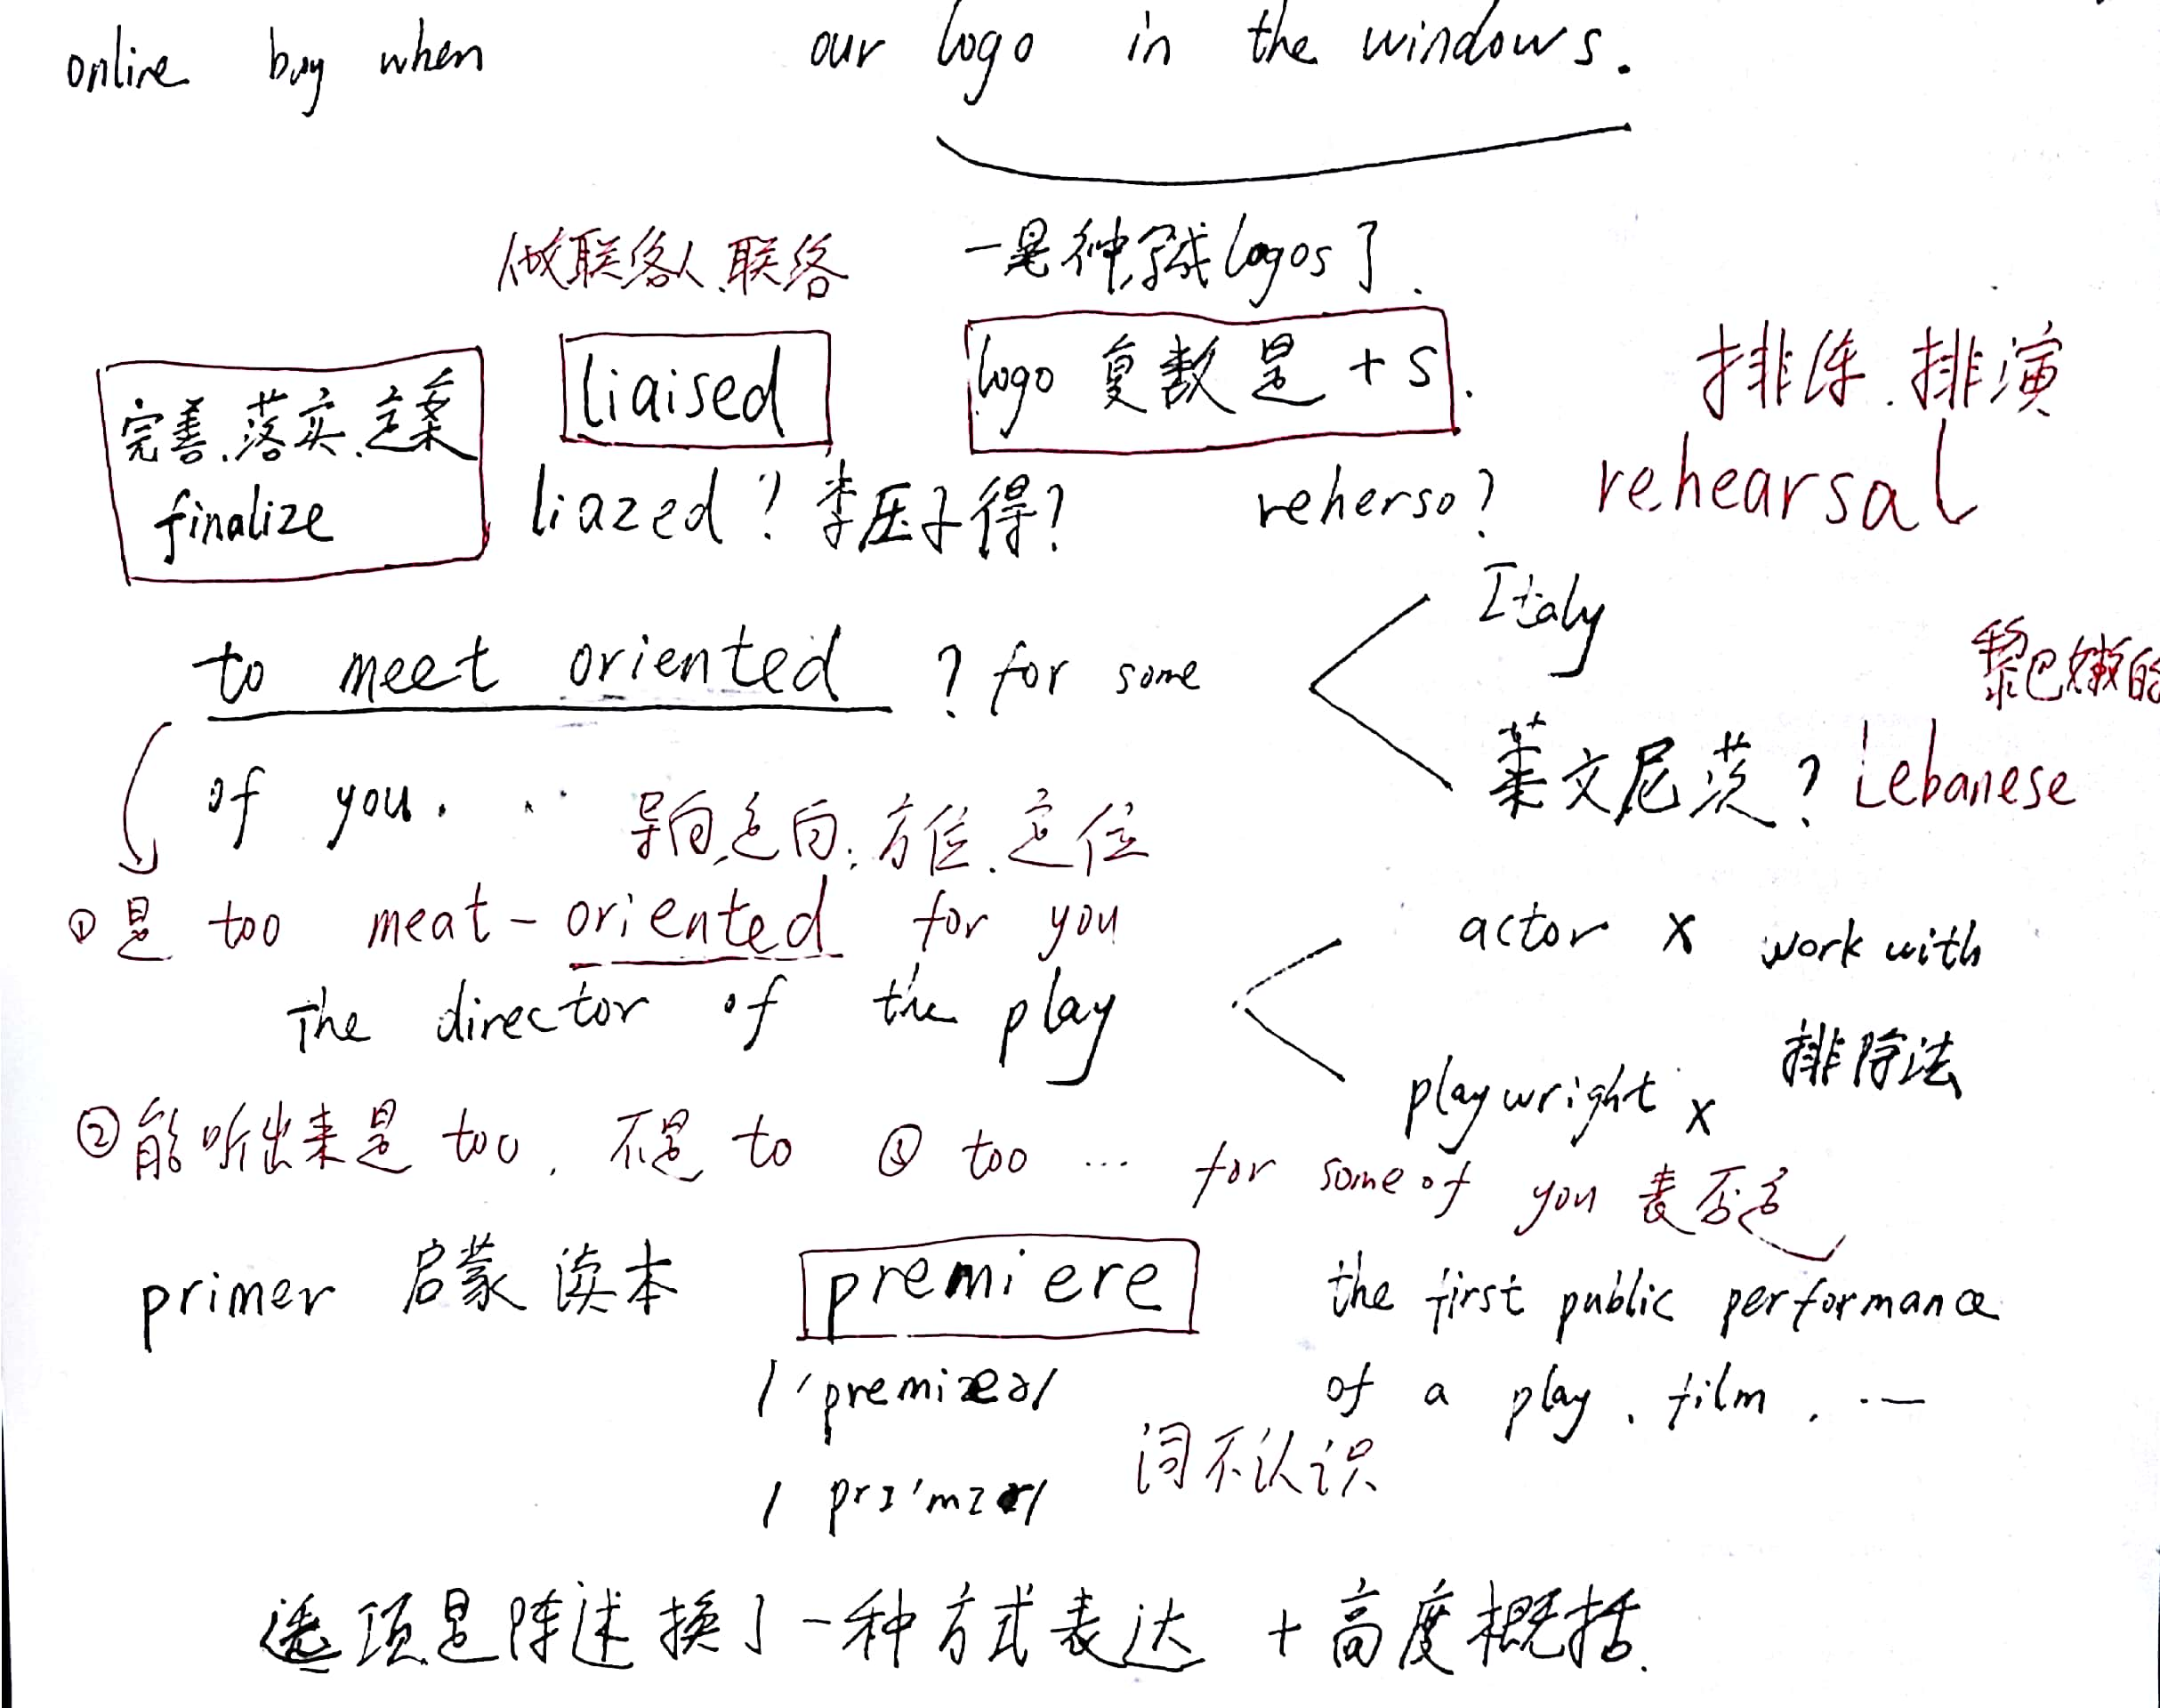 online buy when our logo in the windows.
做联络人.联络 一是种,写成logos了.
完善.落实.定案 liaised logo 复数是 + s. 排练.排演
finalize liazed? 李压子得? reherso? rehearsal
to meet oriented ? for some Italy 黎巴嫩的
of you. 莱文尼茨? Lebanese
导向,定向;方位.定位
①是 too meat-oriented for you actor x work with
The director of the play 排除法
playwright x
②能听出来是 too. 不是 to too ... for some of you 表否定
primer 启蒙读本 premiere the first public performance
/'premieə/ of a play. film. ...
词不认识
选项是陈述换了一种方式表达 + 高度概括.